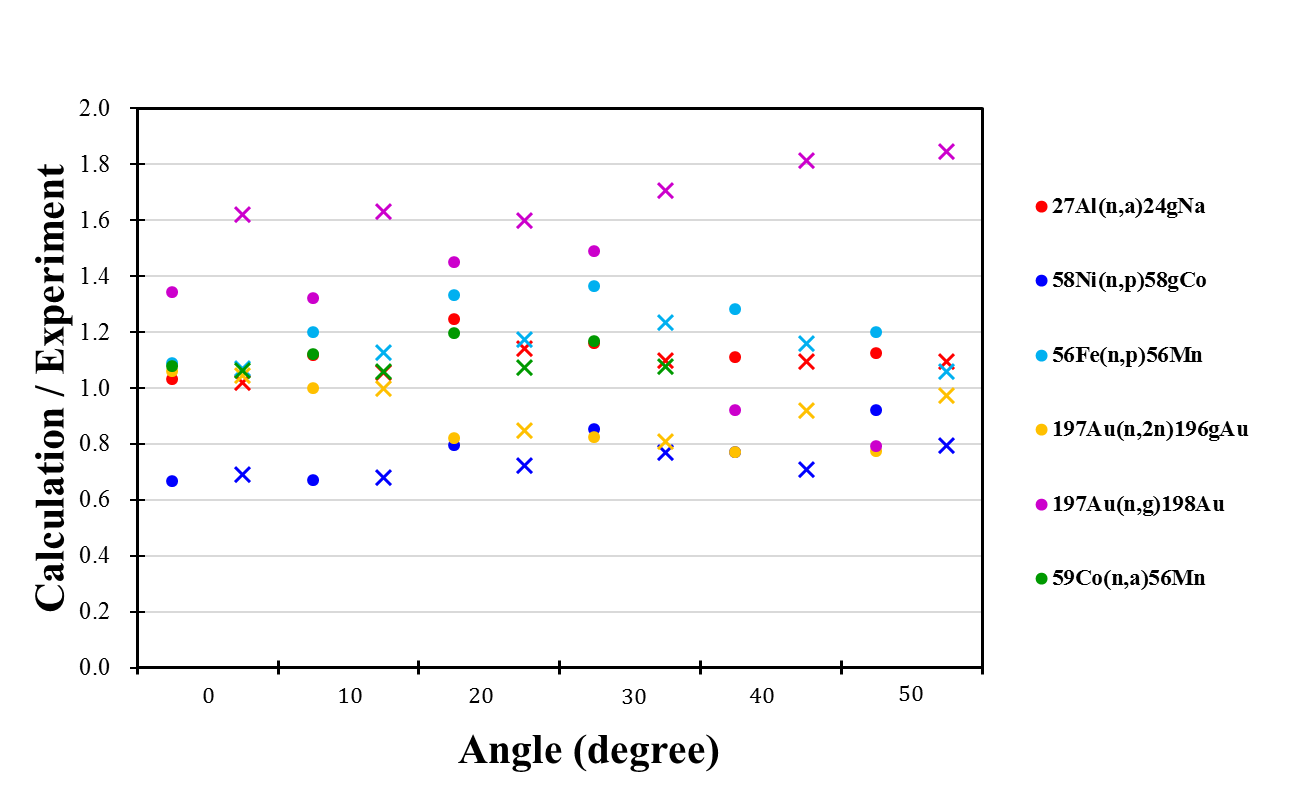 2.0
1.8
1.6
1.4
1.2
1.0
0.8
0.6
0.4
0.2
0.0
Calculation / Experiment
0 10 20 30 40 50
Angle (degree)
27Al(n,a)24gNa
58Ni(n,p)58gCo
56Fe(n,p)56Mn
197Au(n,2n)196gAu
197Au(n,g)198Au
59Co(n,a)56Mn